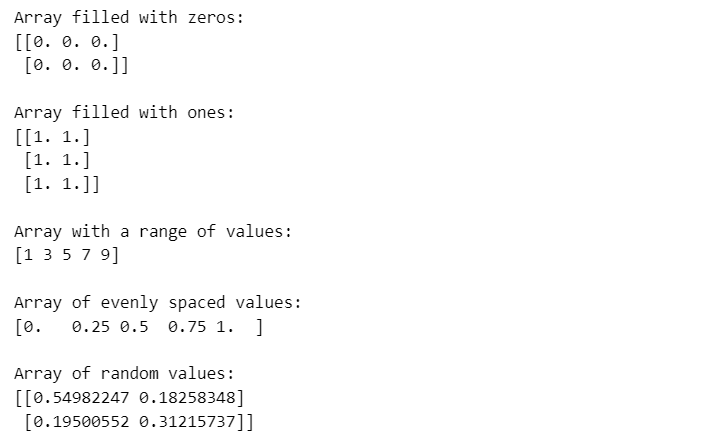 Array filled with zeros:
[[0. 0. 0.]
 [0. 0. 0.]]
Array filled with ones:
[[1. 1.]
 [1. 1.]
 [1. 1.]]
Array with a range of values:
[1 3 5 7 9]
Array of evenly spaced values:
[0.   0.25 0.5  0.75 1.  ]
Array of random values:
[[0.54982247 0.18258348]
 [0.19500552 0.31215737]]